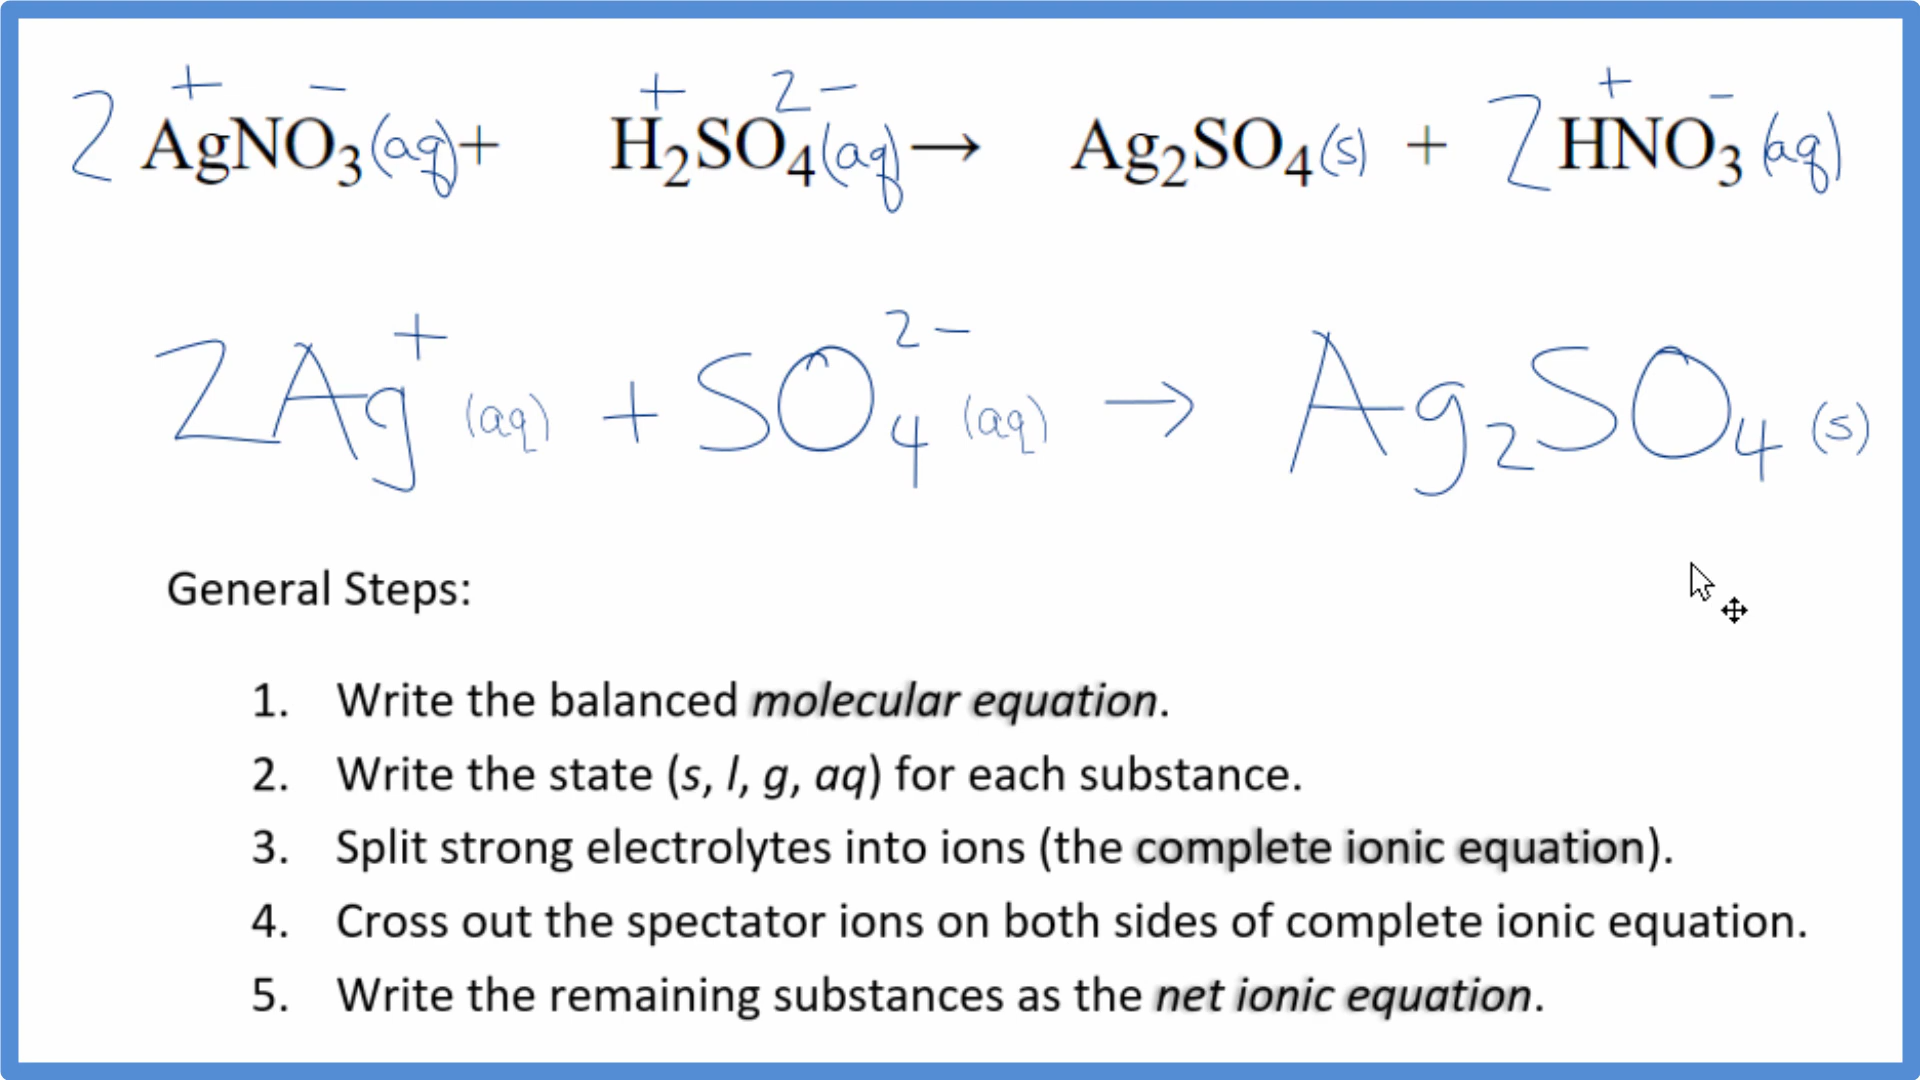 2 AgNO₃(aq) + H₂SO₄(aq) → Ag₂SO₄(s) + 2 HNO₃(aq)
+ − + 2− + −
2Ag⁺(aq) + SO₄²⁻(aq) → Ag₂SO₄(s)
General Steps:
1. Write the balanced molecular equation.
2. Write the state (s, l, g, aq) for each substance.
3. Split strong electrolytes into ions (the complete ionic equation).
4. Cross out the spectator ions on both sides of complete ionic equation.
5. Write the remaining substances as the net ionic equation.